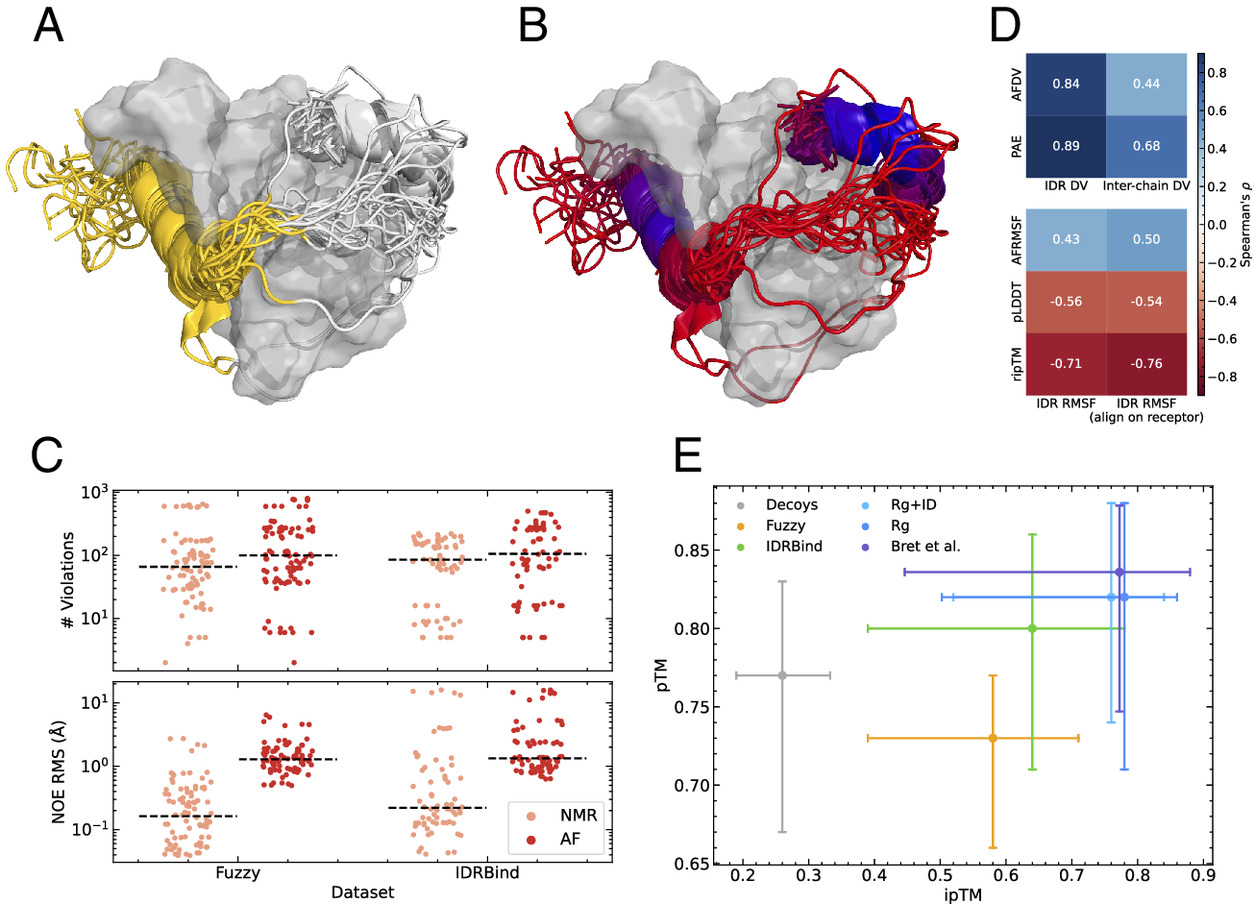 A
B
D
AFDV
0.84
0.44
PAE
0.89
0.68
IDR DV
Inter-chain DV
AFRMSF
0.43
0.50
pLDDT
-0.56
-0.54
ripTM
-0.71
-0.76
IDR RMSF
IDR RMSF
(align on receptor)
0.8
0.6
0.4
0.2
0.0
−0.2
−0.4
−0.6
−0.8
Spearman's ρ
C
# Violations
10³
10²
10¹
NOE RMS (Å)
10¹
10⁰
10⁻¹
NMR
AF
Fuzzy
IDRBind
Dataset
E
Decoys
Fuzzy
IDRBind
Rg+ID
Rg
Bret et al.
pTM
0.85
0.80
0.75
0.70
0.65
0.2
0.3
0.4
0.5
0.6
0.7
0.8
0.9
ipTM